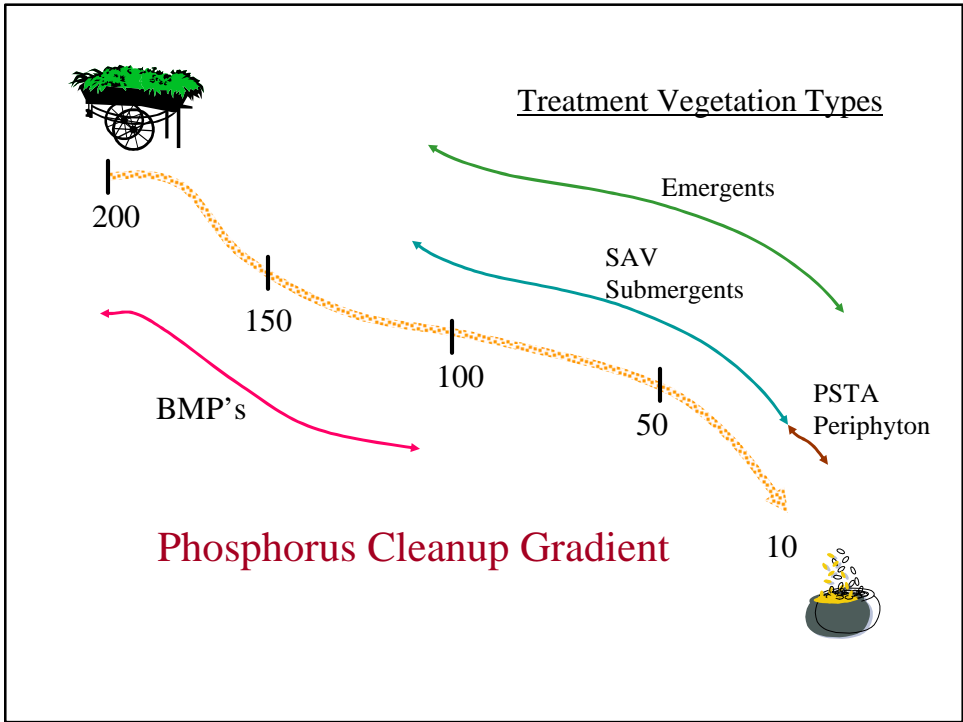 Treatment Vegetation Types
Emergents
200
SAV
Submergents
150
100
BMP's
50
PSTA
Periphyton
Phosphorus Cleanup Gradient
10